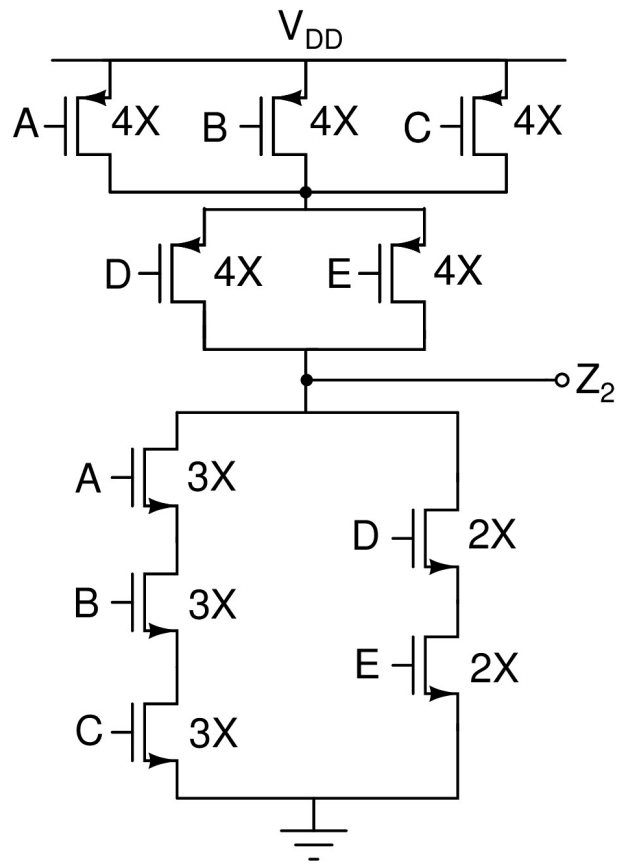 V_DD
A 4X B 4X C 4X
D 4X E 4X
Z_2
A 3X
D 2X
B 3X
E 2X
C 3X